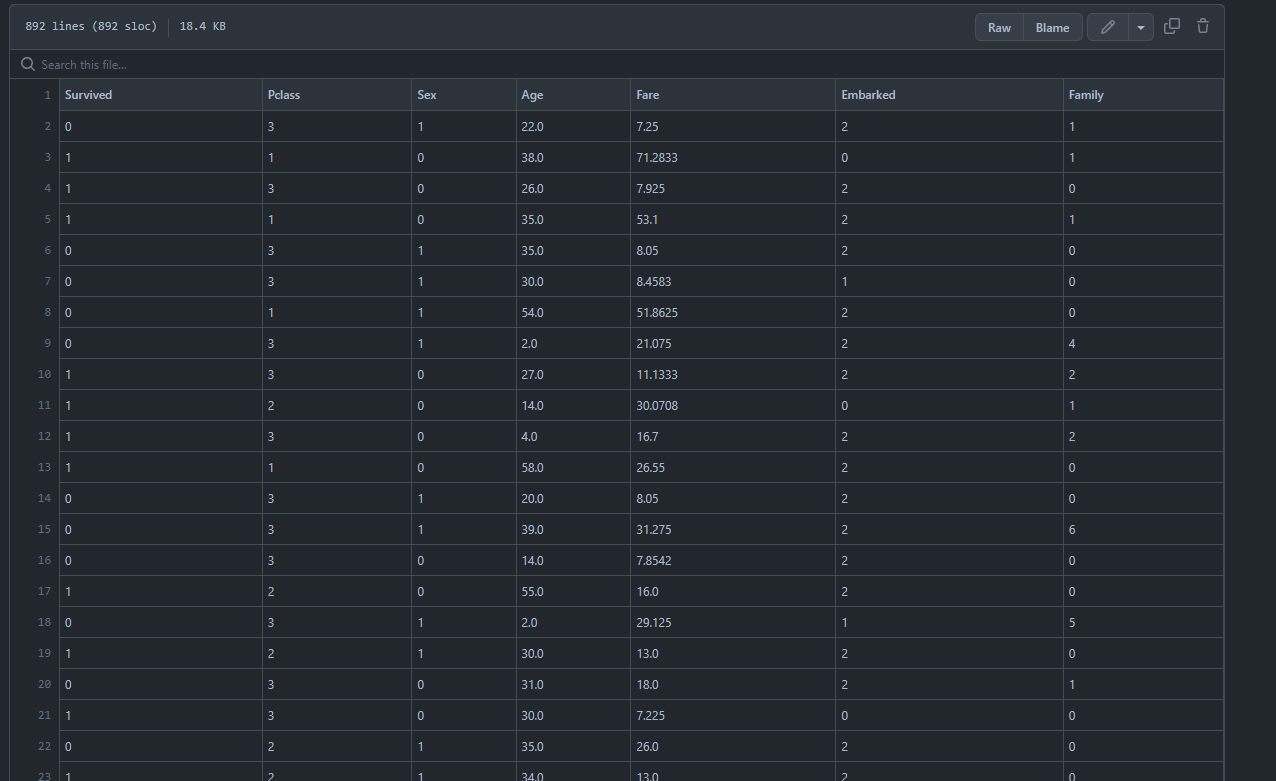 892 lines (892 sloc) 18.4 KB Raw Blame
Search this file...
1 Survived Pclass Sex Age Fare Embarked Family
2 0 3 1 22.0 7.25 2 1
3 1 1 0 38.0 71.2833 0 1
4 1 3 0 26.0 7.925 2 0
5 1 1 0 35.0 53.1 2 1
6 0 3 1 35.0 8.05 2 0
7 0 3 1 30.0 8.4583 1 0
8 0 1 1 54.0 51.8625 2 0
9 0 3 1 2.0 21.075 2 4
10 1 3 0 27.0 11.1333 2 2
11 1 2 0 14.0 30.0708 0 1
12 1 3 0 4.0 16.7 2 2
13 1 1 0 58.0 26.55 2 0
14 0 3 1 20.0 8.05 2 0
15 0 3 1 39.0 31.275 2 6
16 0 3 0 14.0 7.8542 2 0
17 1 2 0 55.0 16.0 2 0
18 0 3 1 2.0 29.125 1 5
19 1 2 1 30.0 13.0 2 0
20 0 3 0 31.0 18.0 2 1
21 1 3 0 30.0 7.225 0 0
22 0 2 1 35.0 26.0 2 0
23 1 2 1 34.0 13.0 2 0